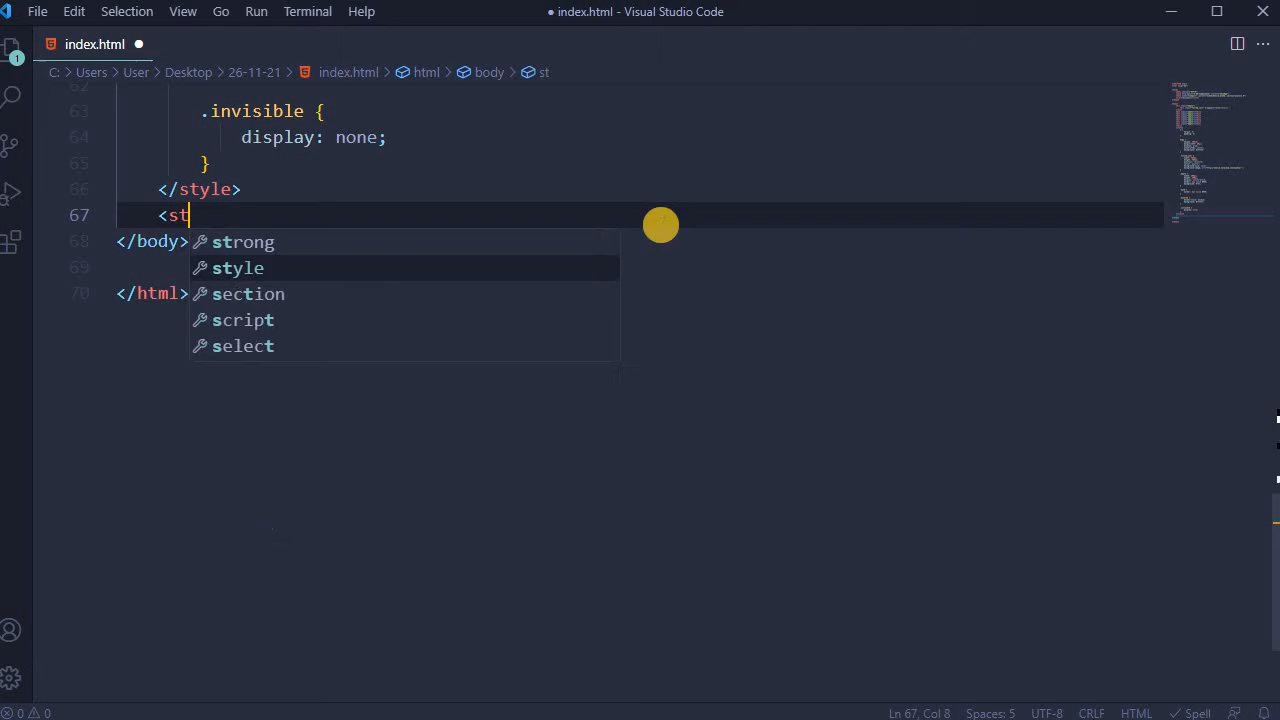 File Edit Selection View Go Run Terminal Help ● index.html - Visual Studio Code
index.html ●
1
C: > Users > User > Desktop > 26-11-21 > index.html > html > body > st
62
63 .invisible {
64 display: none;
65 }
66 </style>
67 <st
68 </body>
strong
69
style
section
70 </html>
script
select
0 0
Ln 67, Col 8 Spaces: 5 UTF-8 CRLF HTML Spell